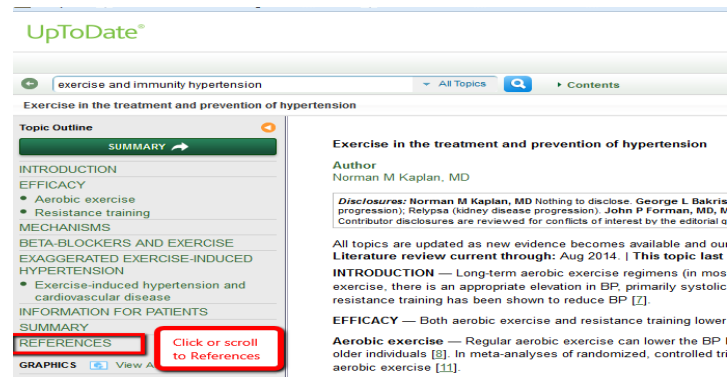 UpToDate®
exercise and immunity hypertension
All Topics
Contents
Exercise in the treatment and prevention of hypertension
Topic Outline
SUMMARY
INTRODUCTION
EFFICACY
• Aerobic exercise
• Resistance training
MECHANISMS
BETA-BLOCKERS AND EXERCISE
EXAGGERATED EXERCISE-INDUCED
HYPERTENSION
• Exercise-induced hypertension and
cardiovascular disease
INFORMATION FOR PATIENTS
SUMMARY
REFERENCES
GRAPHICS View
Click or scroll
to References
Exercise in the treatment and prevention of hypertension
Author
Norman M Kaplan, MD
Disclosures: Norman M Kaplan, MD Nothing to disclose. George L Bakris
progression); Relypsa (kidney disease progression). John P Forman, MD, M
Contributor disclosures are reviewed for conflicts of interest by the editorial
All topics are updated as new evidence becomes available and our
Literature review current through: Aug 2014. | This topic last
INTRODUCTION — Long-term aerobic exercise regimens (in mos
exercise, there is an appropriate elevation in BP, primarily systolic
resistance training has been shown to reduce BP [7].
EFFICACY — Both aerobic exercise and resistance training lower
Aerobic exercise — Regular aerobic exercise can lower the BP
older individuals [8]. In meta-analyses of randomized, controlled tri
aerobic exercise [11].